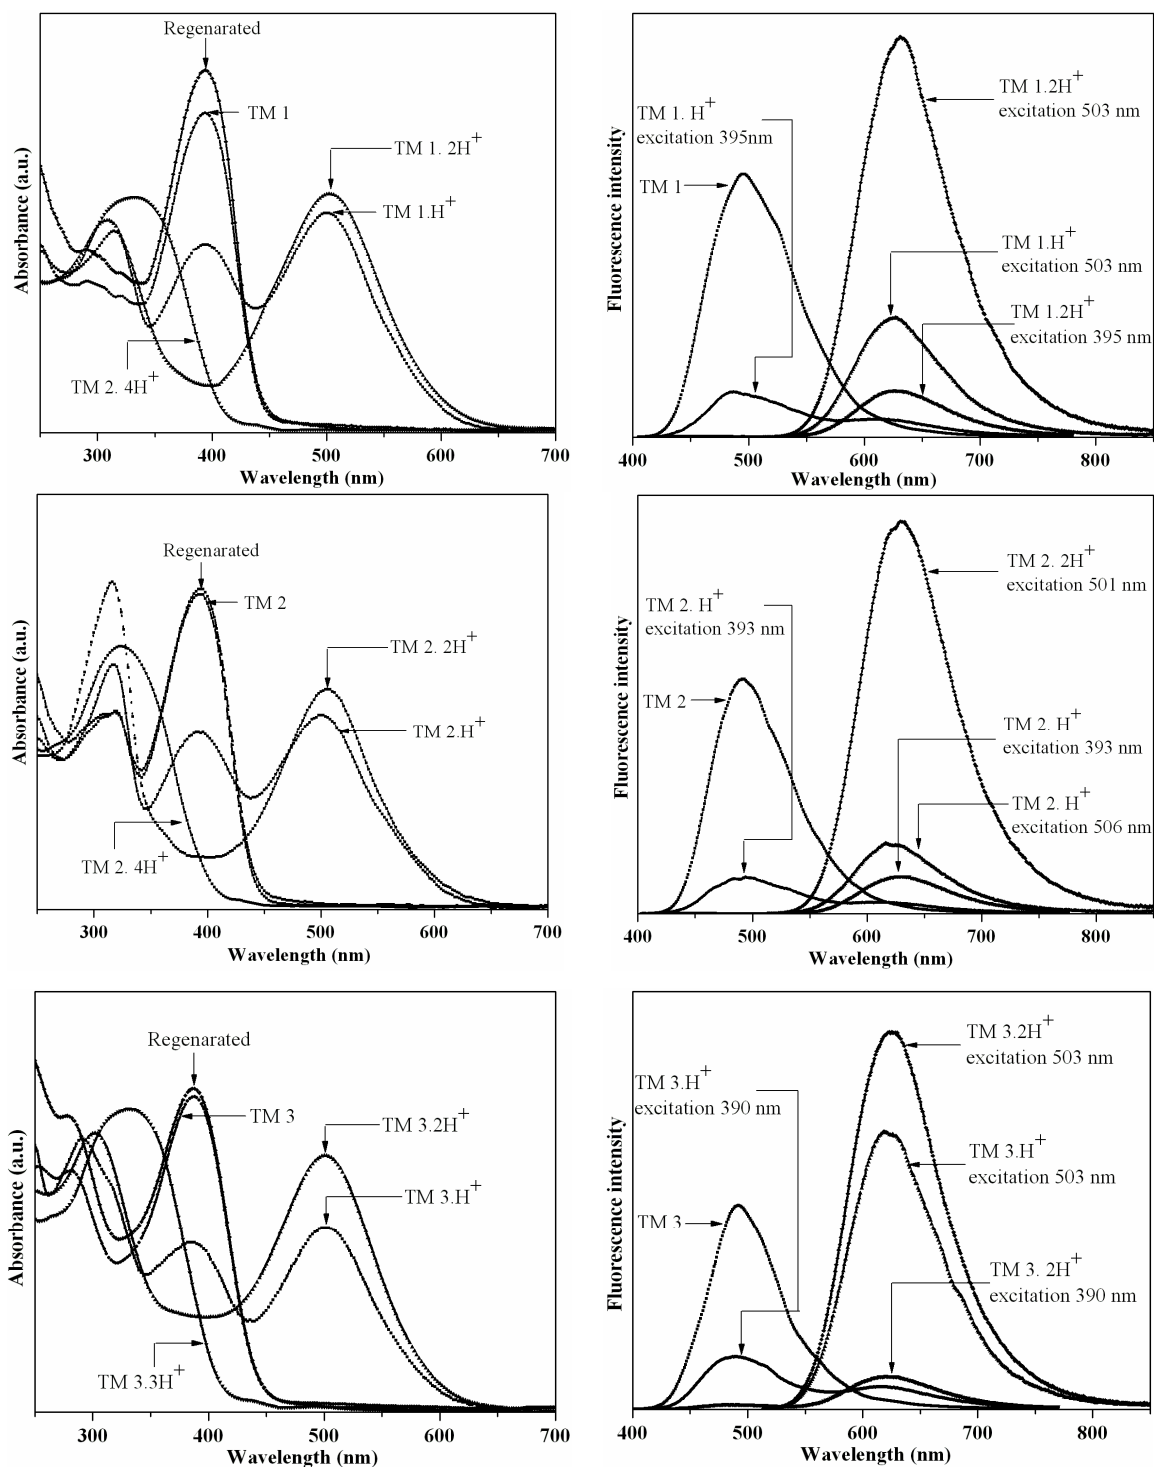 Regenarated
TM 1
TM 1. 2H+
TM 1.H+
TM 2. 4H+
Absorbance (a.u.)
300 400 500 600 700
Wavelength (nm)
TM 1. H+
excitation 395nm
TM 1
TM 1.2H+
excitation 503 nm
TM 1.H+
excitation 503 nm
TM 1.2H+
excitation 395 nm
Fluorescence intensity
400 500 600 700 800
Wavelength (nm)
Regenarated
TM 2
TM 2. 2H+
TM 2.H+
TM 2. 4H+
Absorbance (a.u.)
300 400 500 600 700
Wavelength (nm)
TM 2. H+
excitation 393 nm
TM 2
TM 2. 2H+
excitation 501 nm
TM 2. H+
excitation 393 nm
TM 2. H+
excitation 506 nm
Fluorescence intensity
400 500 600 700 800
Wavelength (nm)
Regenarated
TM 3
TM 3.2H+
TM 3.H+
TM 3.3H+
Absorbance (a.u.)
300 400 500 600 700
Wavelength (nm)
TM 3.H+
excitation 390 nm
TM 3
TM 3.2H+
excitation 503 nm
TM 3.H+
excitation 503 nm
TM 3. 2H+
excitation 390 nm
Fluorescence intensity
400 500 600 700 800
Wavelength (nm)